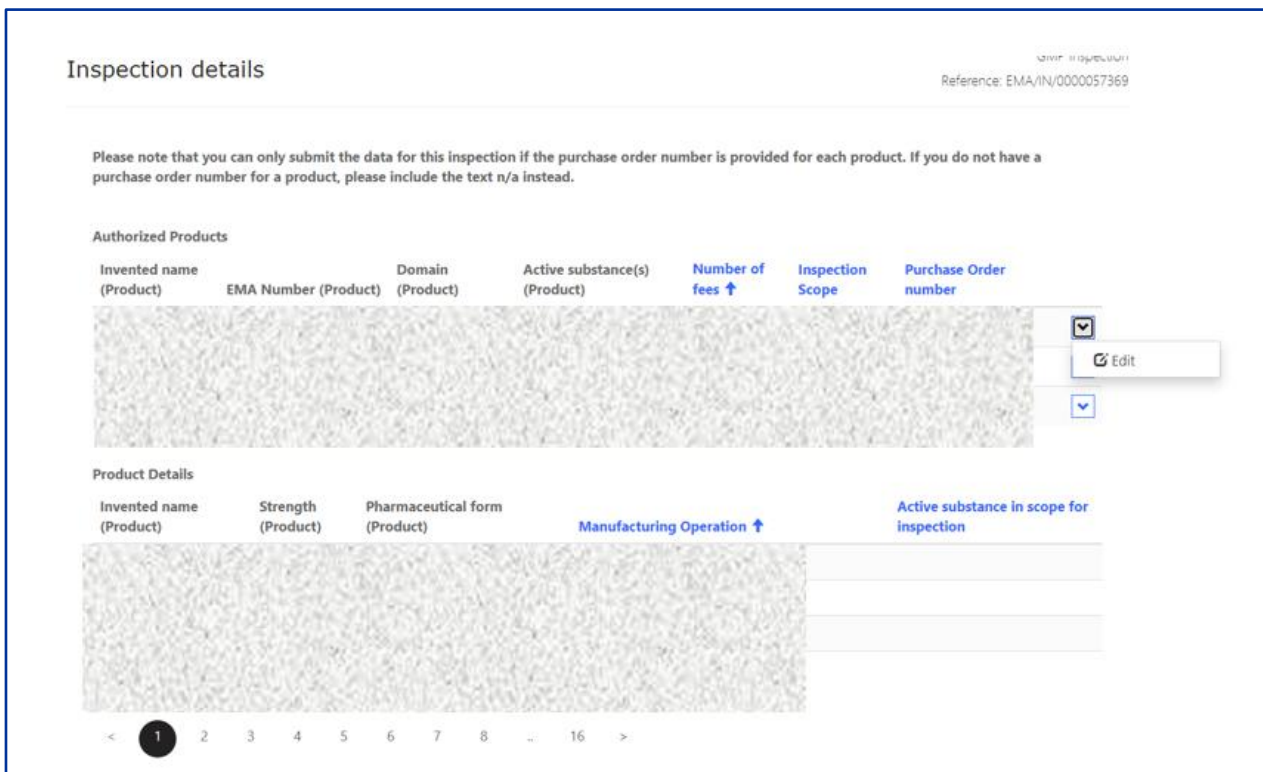 GMP Inspection
Inspection details
Reference: EMA/IN/0000057369
Please note that you can only submit the data for this inspection if the purchase order number is provided for each product. If you do not have a
purchase order number for a product, please include the text n/a instead.
Authorized Products
Invented name (Product) EMA Number (Product) Domain (Product) Active substance(s) (Product) Number of fees ↑ Inspection Scope Purchase Order number
Edit
Product Details
Invented name (Product) Strength (Product) Pharmaceutical form (Product) Manufacturing Operation ↑ Active substance in scope for inspection
< 1 2 3 4 5 6 7 8 .. 16 >